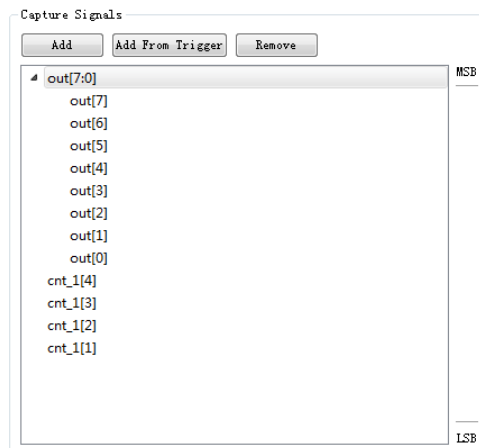 Capture Signals
Add Add From Trigger Remove
MSB
out[7:0]
out[7]
out[6]
out[5]
out[4]
out[3]
out[2]
out[1]
out[0]
cnt_1[4]
cnt_1[3]
cnt_1[2]
cnt_1[1]
LSB